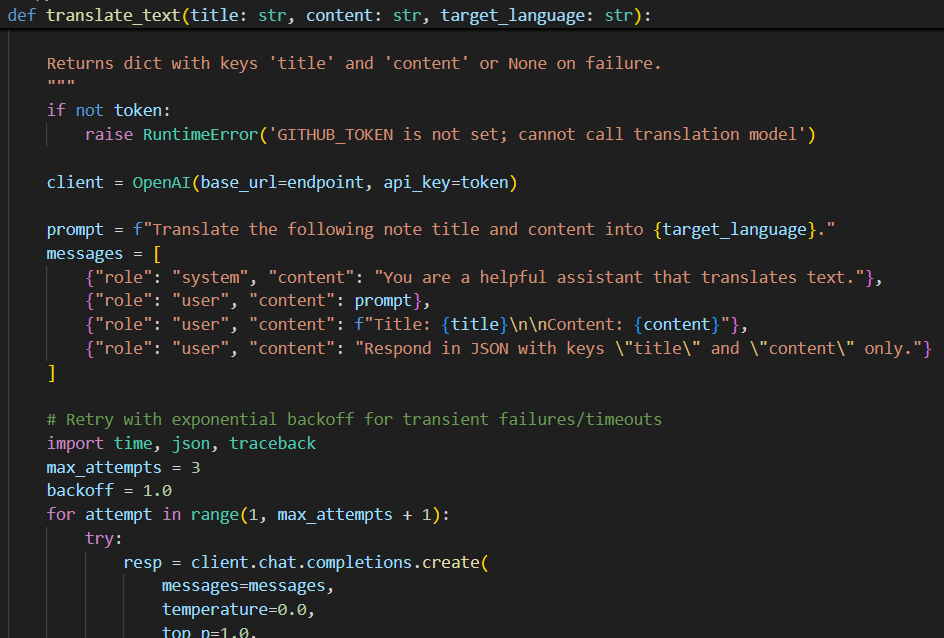 def translate_text(title: str, content: str, target_language: str):
Returns dict with keys 'title' and 'content' or None on failure.
"""
if not token:
raise RuntimeError('GITHUB_TOKEN is not set; cannot call translation model')
client = OpenAI(base_url=endpoint, api_key=token)
prompt = f"Translate the following note title and content into {target_language}."
messages = [
{"role": "system", "content": "You are a helpful assistant that translates text."},
{"role": "user", "content": prompt},
{"role": "user", "content": f"Title: {title}\n\nContent: {content}"},
{"role": "user", "content": "Respond in JSON with keys \"title\" and \"content\" only."}
]
# Retry with exponential backoff for transient failures/timeouts
import time, json, traceback
max_attempts = 3
backoff = 1.0
for attempt in range(1, max_attempts + 1):
try:
resp = client.chat.completions.create(
messages=messages,
temperature=0.0,
top_p=1.0,